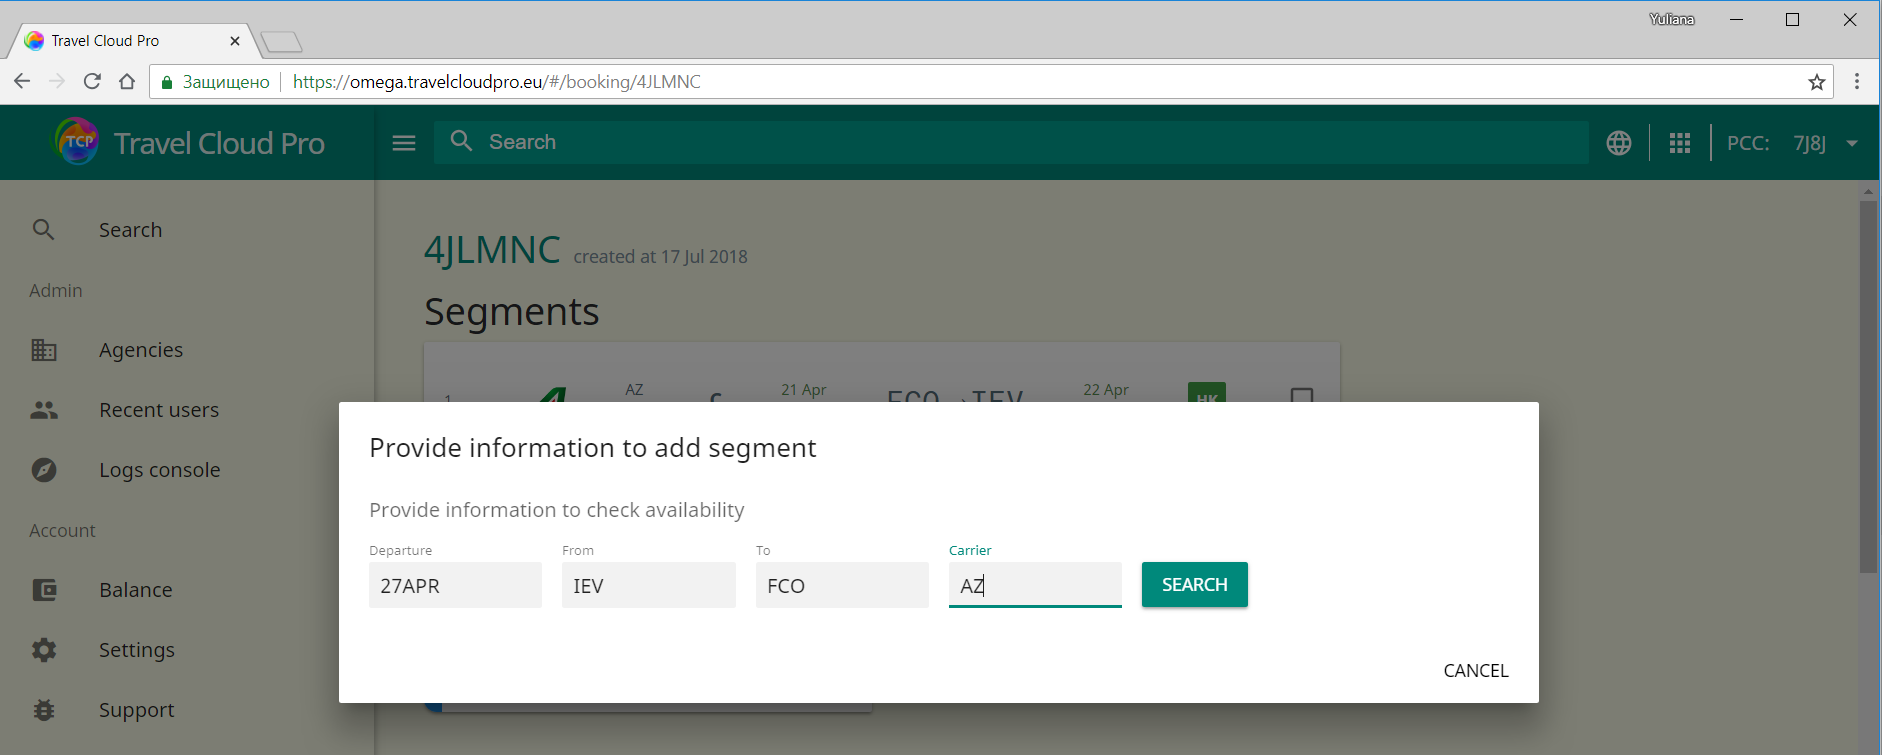 Yuliana
Travel Cloud Pro
Защищено https://omega.travelcloudpro.eu/#/booking/4JLMNC
TCP Travel Cloud Pro Search PCC: 7J8J
Search
Admin
Agencies
Recent users
Logs console
Account
Balance
Settings
Support
4JLMNC created at 17 Jul 2018
Segments
1 AZ 21 Apr FCO IEV 22 Apr HK
Provide information to add segment
Provide information to check availability
Departure From To Carrier
27APR IEV FCO AZ SEARCH
CANCEL